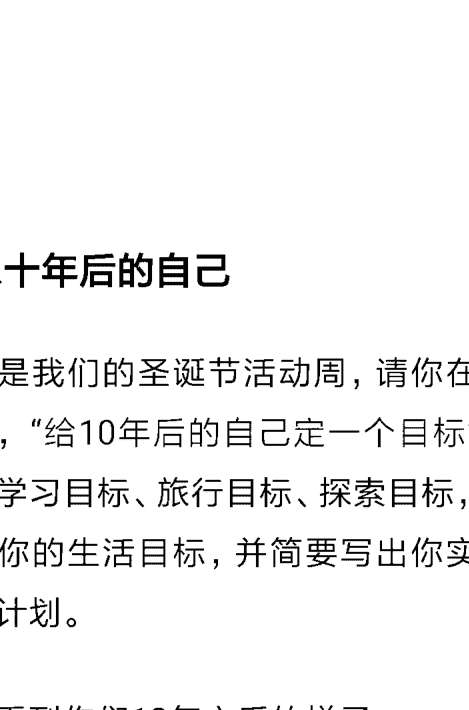 十年后的自己
是我们的圣诞节活动周，请你在
，“给10年后的自己定一个目标
学习目标、旅行目标、探索目标，
你的生活目标，并简要写出你实
计划。